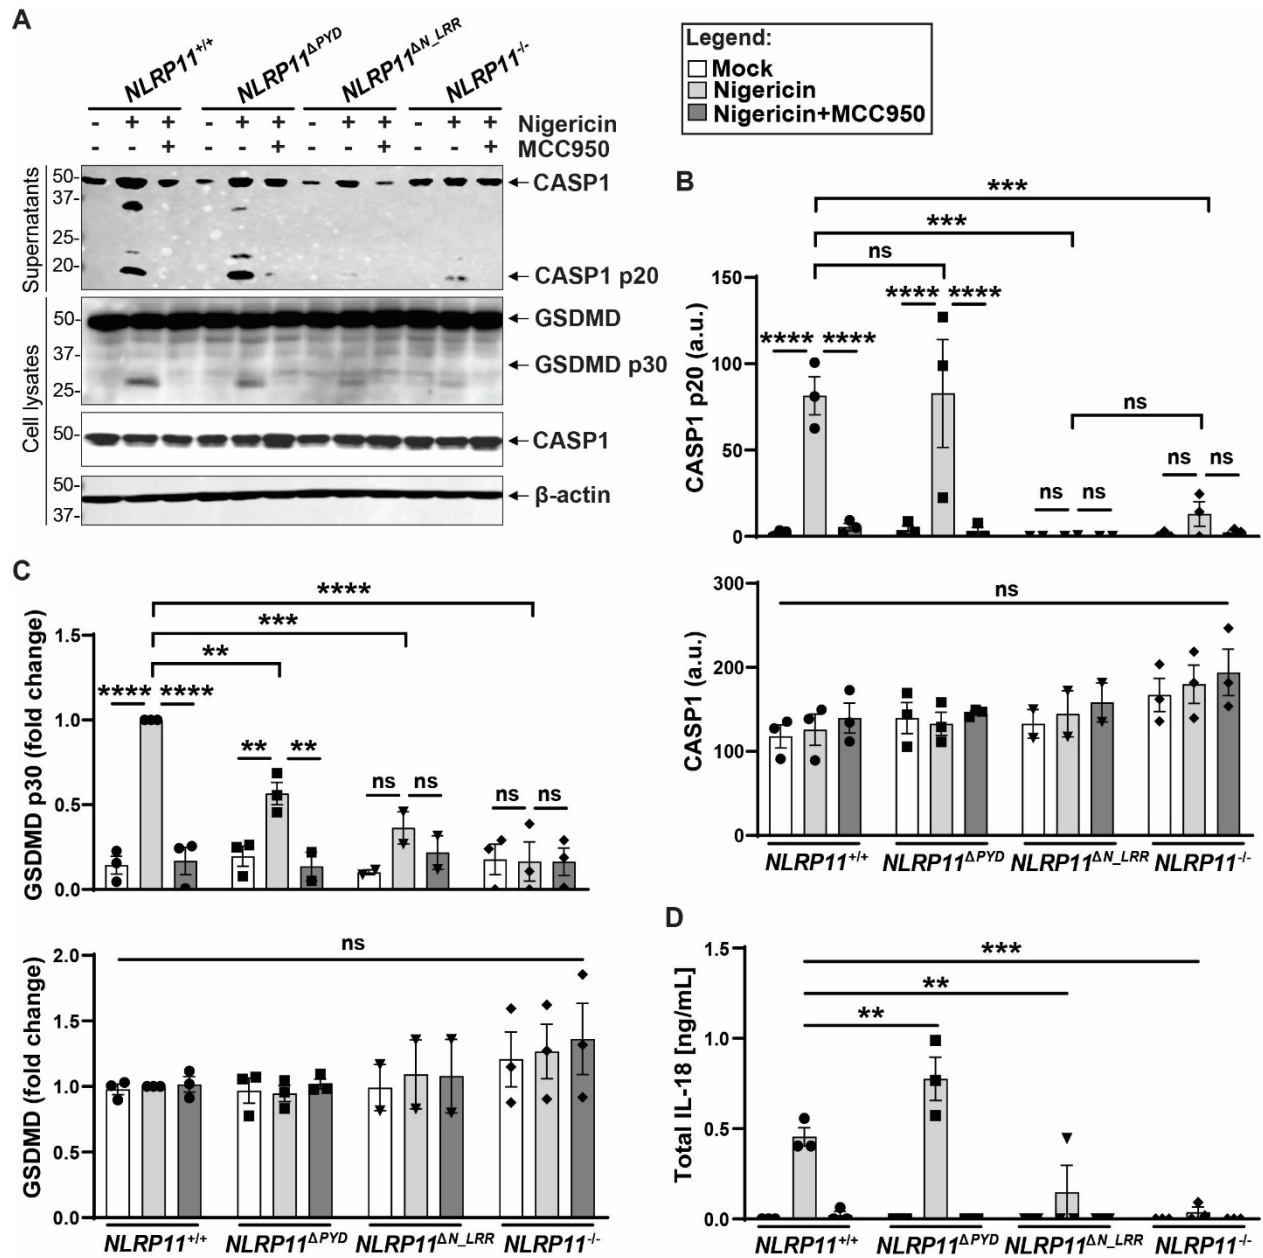 A
NLRP11+/+ NLRP11ΔPYD NLRP11ΔN_LRR NLRP11-/-
- + + - + + - + + - + + Nigericin
- - + - - + - - + - - + MCC950
Supernatants
50- CASP1
37-
25-
20- CASP1 p20
Cell lysates
50- GSDMD
37- GSDMD p30
25-
50- CASP1
50- β-actin
37-
Legend:
Mock
Nigericin
Nigericin+MCC950
B
***
***
ns
**** ****
**** ****
ns
ns ns
ns ns
CASP1 p20 (a.u.)
150
100
50
0
ns
CASP1 (a.u.)
300
200
100
0
NLRP11+/+ NLRP11ΔPYD NLRP11ΔN_LRR NLRP11-/-
C
****
***
**
**** ****
** **
ns ns
ns ns
GSDMD p30 (fold change)
1.5
1.0
0.5
0.0
ns
GSDMD (fold change)
2.0
1.5
1.0
0.5
0.0
NLRP11+/+ NLRP11ΔPYD NLRP11ΔN_LRR NLRP11-/-
D
***
**
**
Total IL-18 [ng/mL]
1.5
1.0
0.5
0.0
NLRP11+/+ NLRP11ΔPYD NLRP11ΔN_LRR NLRP11-/-